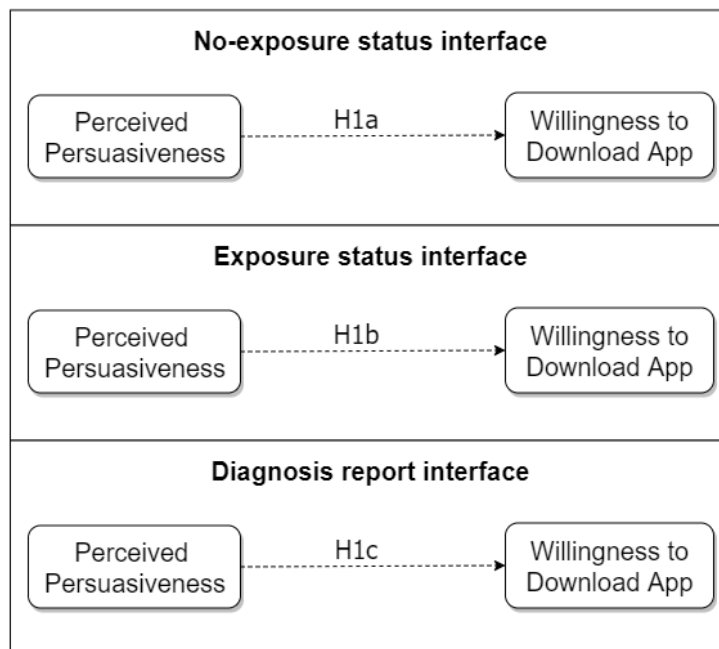 No-exposure status interface
Perceived
Persuasiveness
H1a
Willingness to
Download App
Exposure status interface
Perceived
Persuasiveness
H1b
Willingness to
Download App
Diagnosis report interface
Perceived
Persuasiveness
H1c
Willingness to
Download App